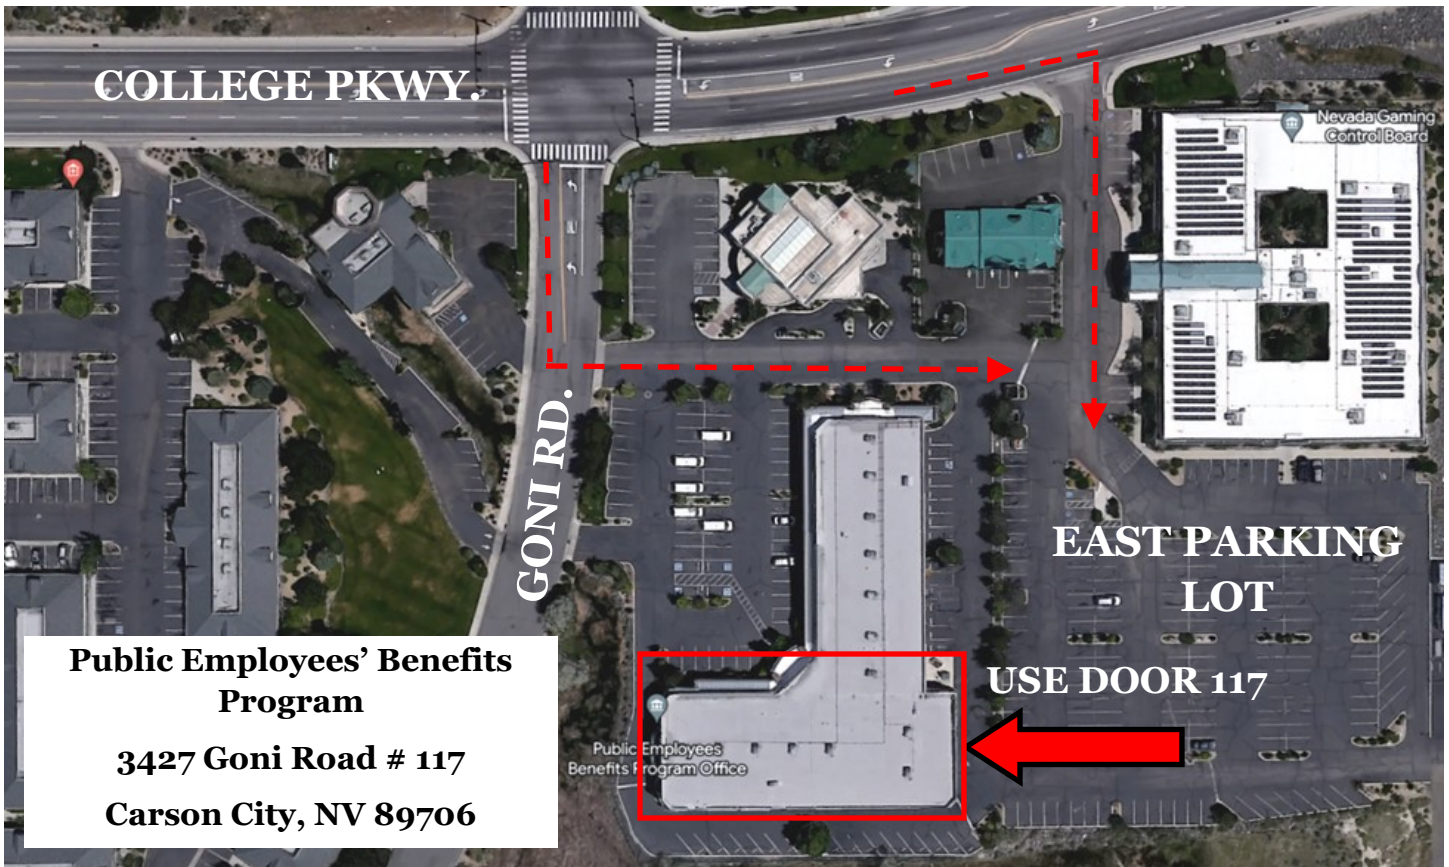 COLLEGE PKWY.
Nevada Gaming
Control Board
GONI RD.
EAST PARKING
LOT
USE DOOR 117
Public Employees
Benefits Program Office
Public Employees’ Benefits
Program
3427 Goni Road # 117
Carson City, NV 89706